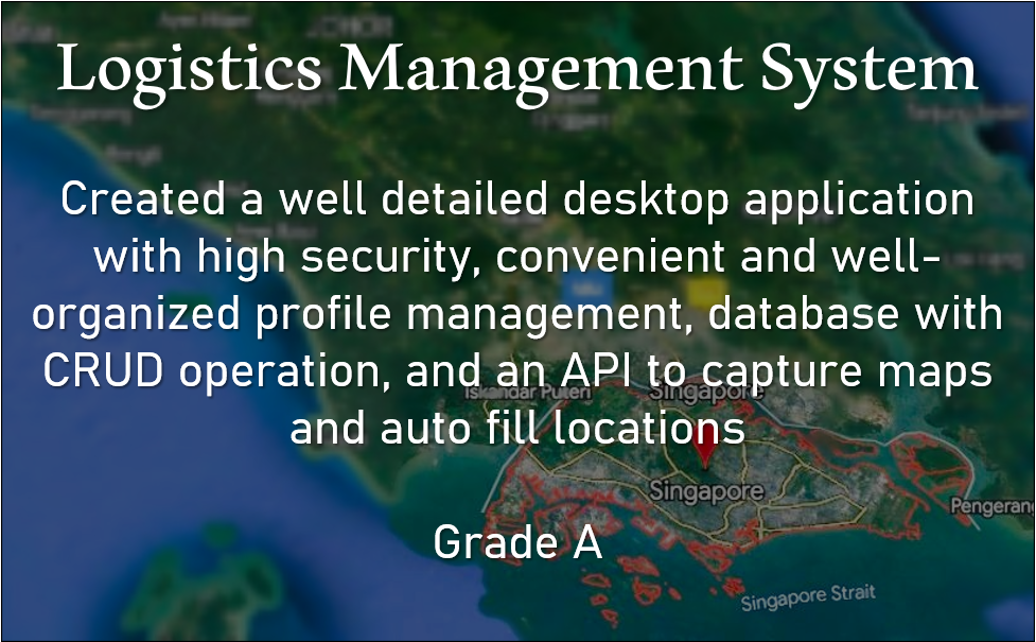 Logistics Management System
Created a well detailed desktop application
with high security, convenient and well-
organized profile management, database with
CRUD operation, and an API to capture maps
and auto fill locations
Iskandar Puteri
Singapore
Singapore
Grade A
Pengerang
Singapore Strait